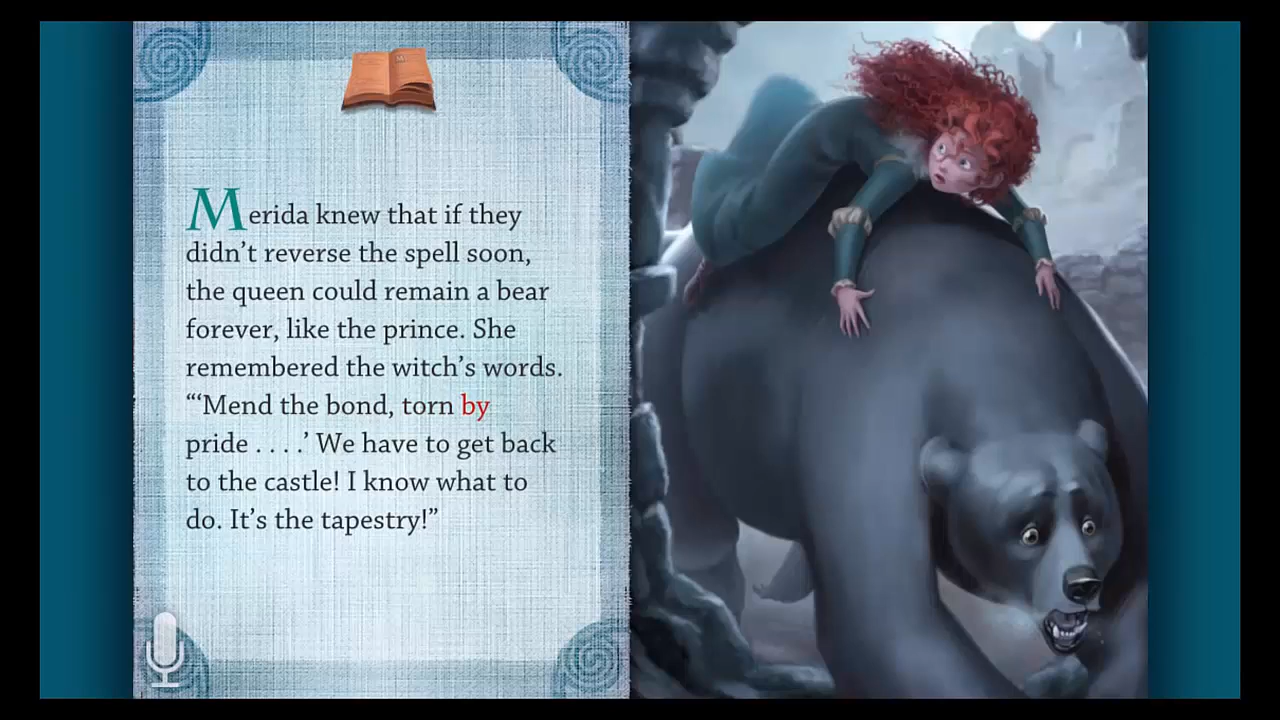 Merida knew that if they
didn’t reverse the spell soon,
the queen could remain a bear
forever, like the prince. She
remembered the witch’s words.
“‘Mend the bond, torn by
pride . . . .’ We have to get back
to the castle! I know what to
do. It’s the tapestry!”